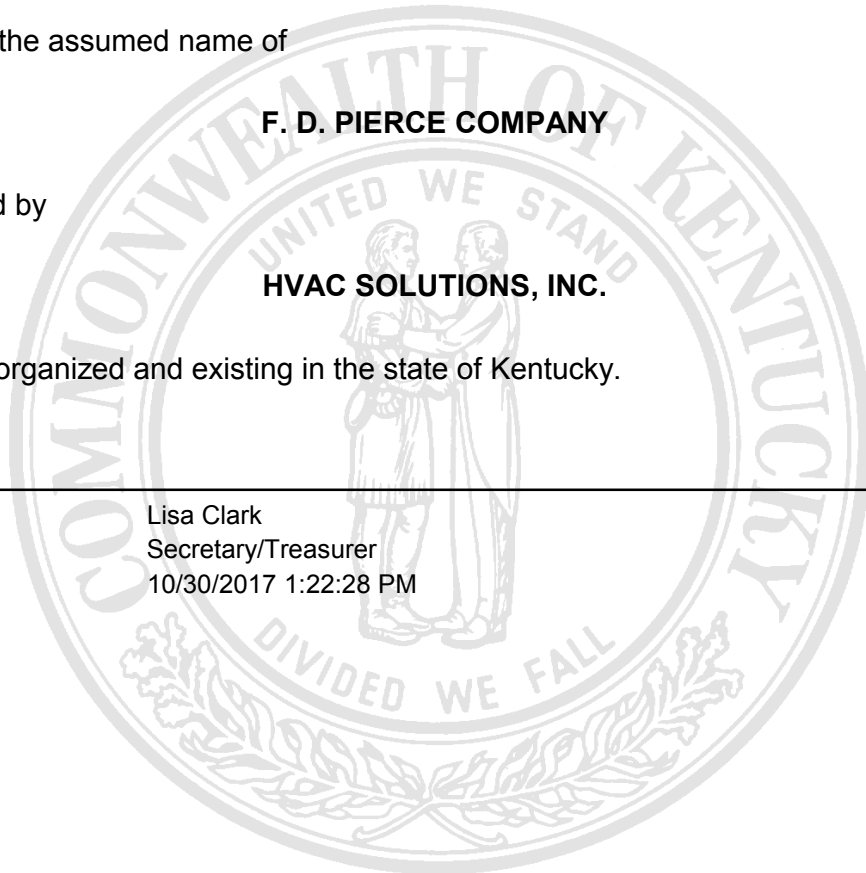 the assumed name of
F. D. PIERCE COMPANY
d by
HVAC SOLUTIONS, INC.
organized and existing in the state of Kentucky.
Lisa Clark
Secretary/Treasurer
10/30/2017 1:22:28 PM
COMMONWEALTH OF KENTUCKY
UNITED WE STAND
DIVIDED WE FALL